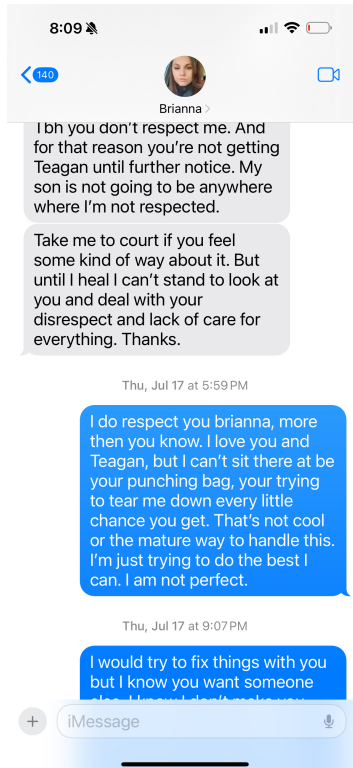 8:09
140
Brianna
Tbh you don't respect me. And
for that reason you're not getting
Teagan until further notice. My
son is not going to be anywhere
where I'm not respected.
Take me to court if you feel
some kind of way about it. But
until I heal I can't stand to look at
you and deal with your
disrespect and lack of care for
everything. Thanks.
Thu, Jul 17 at 5:59 PM
I do respect you brianna, more
then you know. I love you and
Teagan, but I can't sit there at be
your punching bag, your trying
to tear me down every little
chance you get. That's not cool
or the mature way to handle this.
I'm just trying to do the best I
can. I am not perfect.
Thu, Jul 17 at 9:07 PM
I would try to fix things with you
but I know you want someone
else. I know I don't make you
iMessage